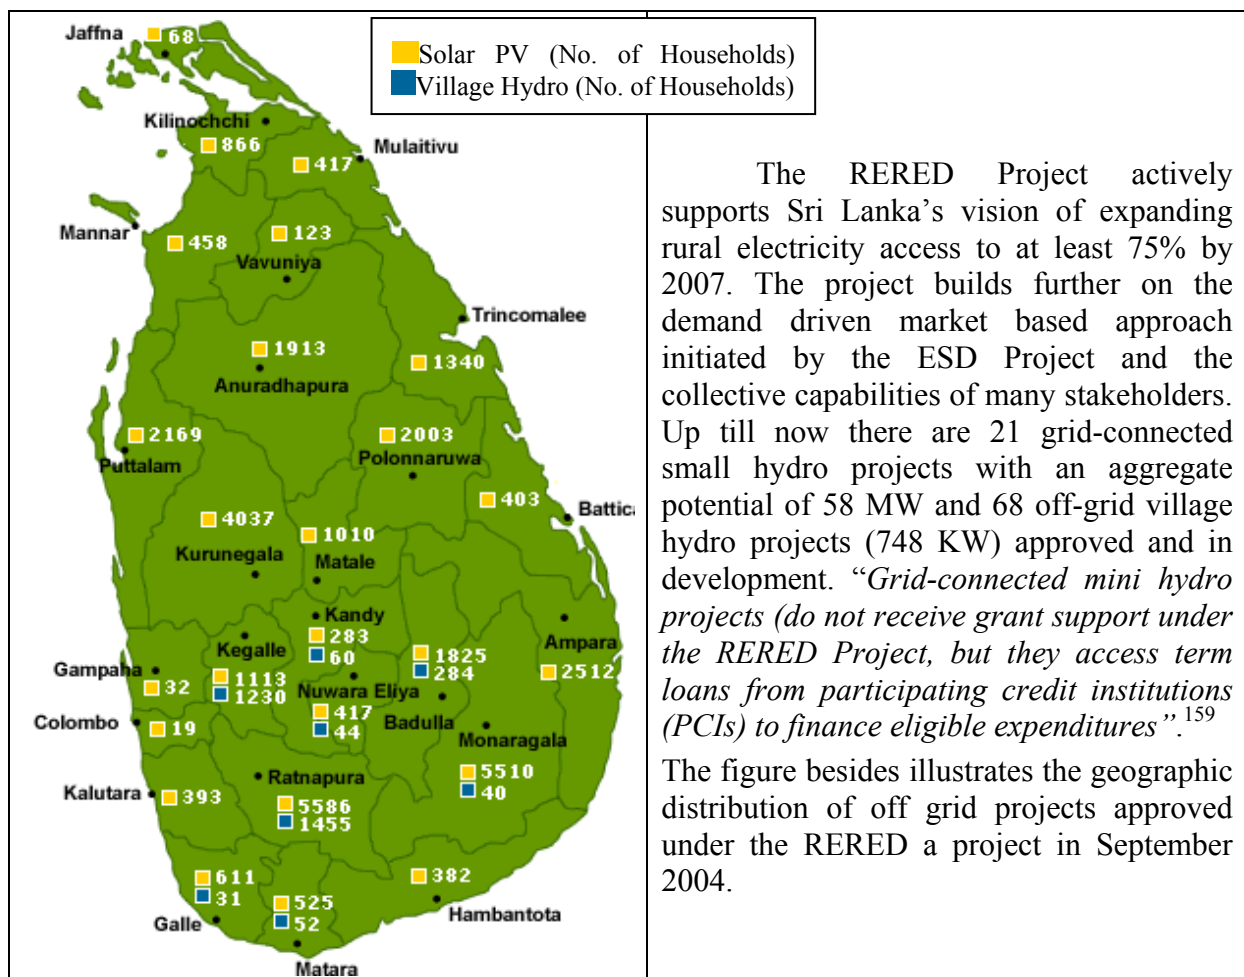 Jaffna
68
Solar PV (No. of Households)
Village Hydro (No. of Households)
Kilinochchi
866
417
Mulaitivu
Mannar
458
123
Vavuniya
Trincomalee
1913
Anuradhapura
1340
2169
Puttalam
2003
Polonnaruwa
403
Battica
4037
Kurunegala
1010
Matale
Kandy
283
60
Kegalle
Ampara
Gampaha
32
1113
1230
Nuwara Eliya
417
44
1825
284
Badulla
2512
Colombo
19
Monaragala
5510
40
Kalutara
393
Ratnapura
5586
1455
611
31
Galle
525
52
Matara
382
Hambantota
The RERED Project actively
supports Sri Lanka’s vision of expanding
rural electricity access to at least 75% by
2007. The project builds further on the
demand driven market based approach
initiated by the ESD Project and the
collective capabilities of many stakeholders.
Up till now there are 21 grid-connected
small hydro projects with an aggregate
potential of 58 MW and 68 off-grid village
hydro projects (748 KW) approved and in
development. “Grid-connected mini hydro
projects (do not receive grant support under
the RERED Project, but they access term
loans from participating credit institutions
(PCIs) to finance eligible expenditures”.159
The figure besides illustrates the geographic
distribution of off grid projects approved
under the RERED a project in September
2004.